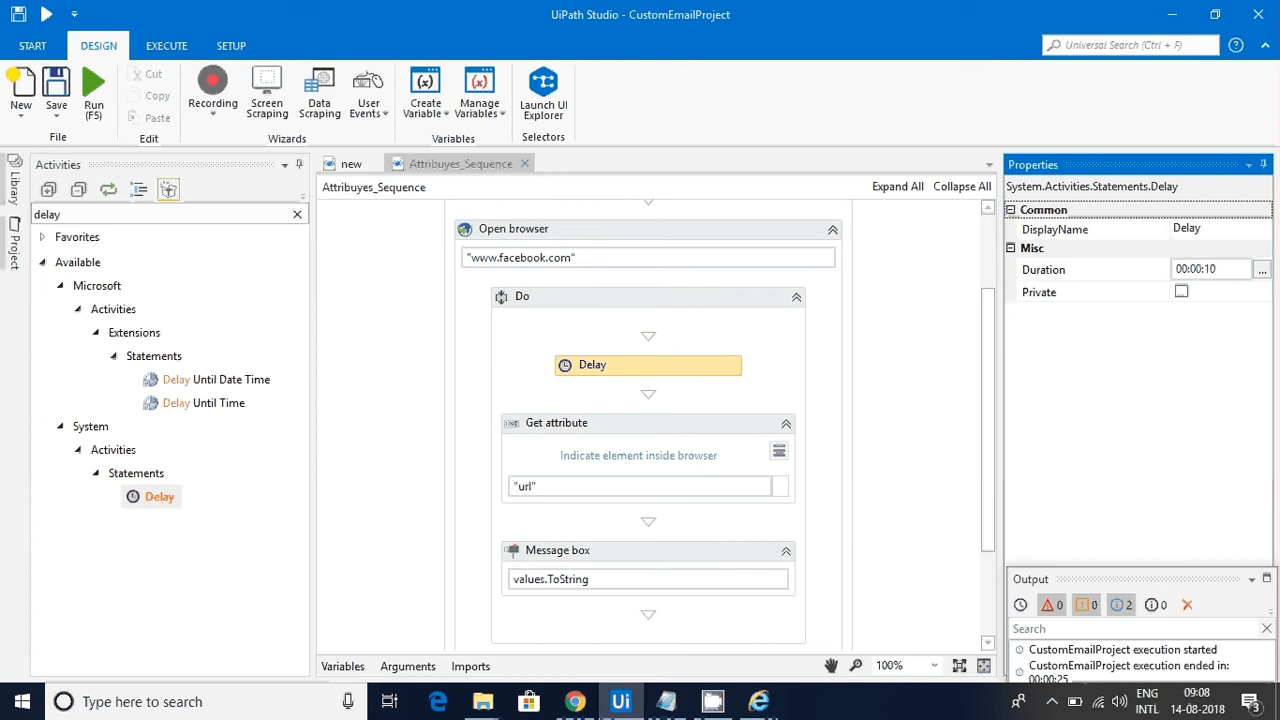 UiPath Studio - CustomEmailProject
START DESIGN EXECUTE SETUP
Universal Search (Ctrl + F)
New Save Run (F5)
Cut
Copy
Paste
Recording Screen Scraping Data Scraping User Events
Create Variable Manage Variables
Launch UI Explorer
File Edit Wizards Variables Selectors
Library
Project
Activities
delay
Favorites
Available
Microsoft
Activities
Extensions
Statements
Delay Until Date Time
Delay Until Time
System
Activities
Statements
Delay
new Attribuyes_Sequence
Attribuyes_Sequence Expand All Collapse All
Open browser
"www.facebook.com"
Do
Delay
Get attribute
Indicate element inside browser
"url"
Message box
values.ToString
Variables Arguments Imports 100%
Properties
System.Activities.Statements.Delay
Common
DisplayName Delay
Misc
Duration 00:00:10 ...
Private
Output
0 0 2 0
Search
CustomEmailProject execution started
CustomEmailProject execution ended in:
00:00:25
Type here to search
Ui
ENG
INTL
09:08
14-08-2018
3